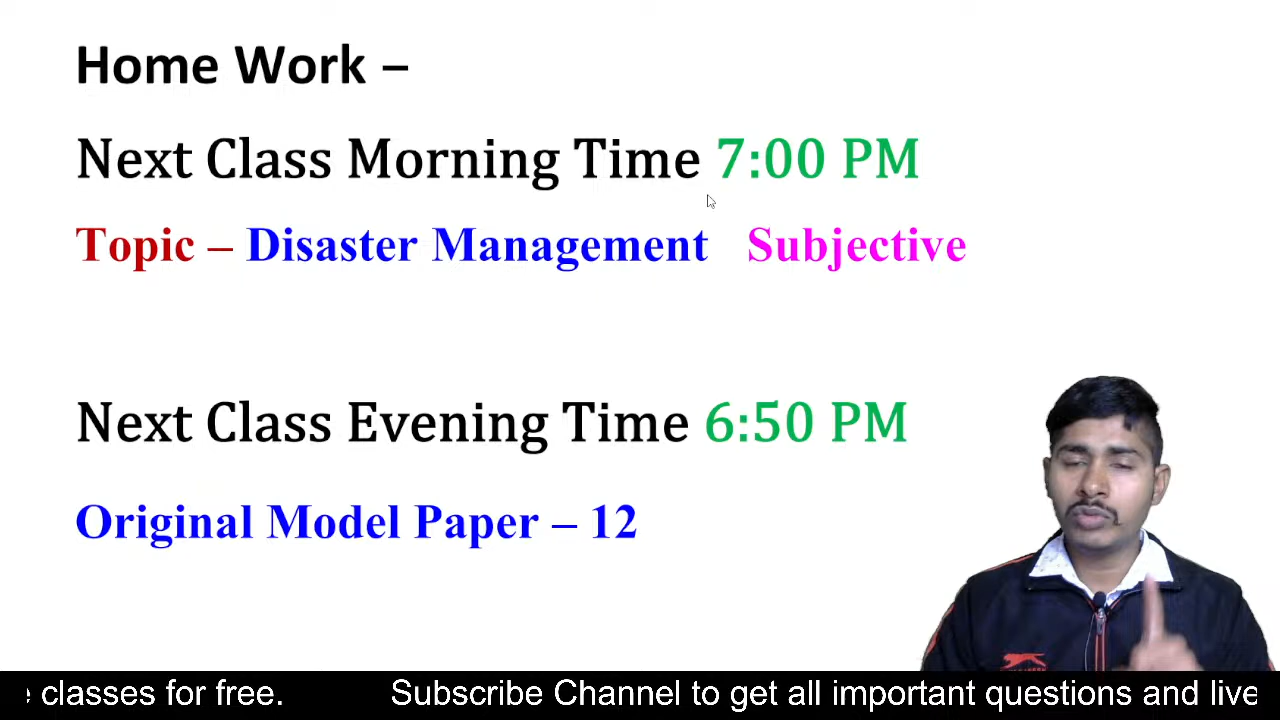 Home Work –
Next Class Morning Time 7:00 PM
Topic – Disaster Management Subjective
Next Class Evening Time 6:50 PM
Original Model Paper – 12
classes for free. Subscribe Channel to get all important questions and live